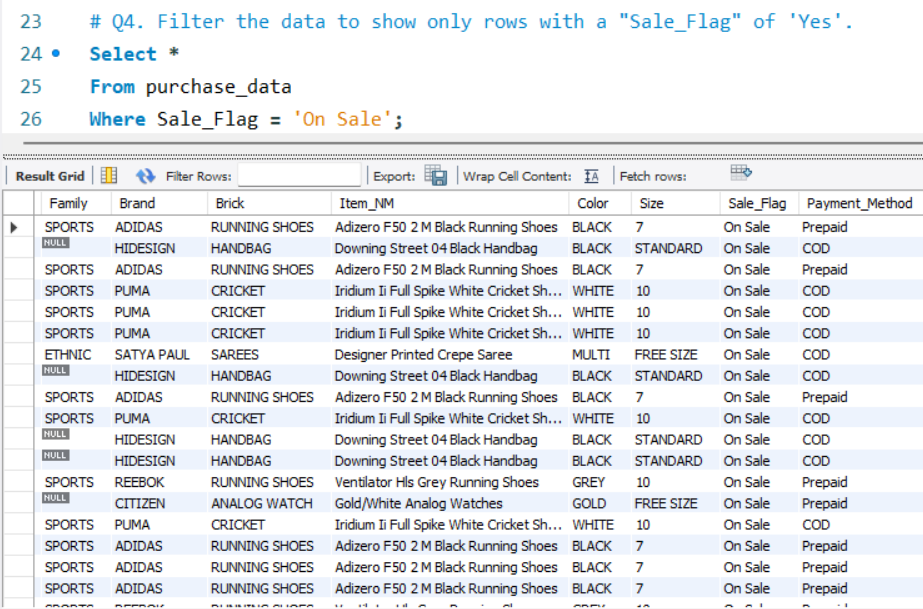 23 # Q4. Filter the data to show only rows with a "Sale_Flag" of 'Yes'.
24 Select *
25 From purchase_data
26 Where Sale_Flag = 'On Sale';
Result Grid Filter Rows: Export: Wrap Cell Content: IA Fetch rows:
Family Brand Brick Item_NM Color Size Sale_Flag Payment_Method
SPORTS ADIDAS RUNNING SHOES Adizero F50 2 M Black Running Shoes BLACK 7 On Sale Prepaid
NULL HIDESIGN HANDBAG Downing Street 04 Black Handbag BLACK STANDARD On Sale COD
SPORTS ADIDAS RUNNING SHOES Adizero F50 2 M Black Running Shoes BLACK 7 On Sale Prepaid
SPORTS PUMA CRICKET Iridium Ii Full Spike White Cricket Sh... WHITE 10 On Sale COD
SPORTS PUMA CRICKET Iridium Ii Full Spike White Cricket Sh... WHITE 10 On Sale COD
SPORTS PUMA CRICKET Iridium Ii Full Spike White Cricket Sh... WHITE 10 On Sale COD
ETHNIC SATYA PAUL SAREES Designer Printed Crepe Saree MULTI FREE SIZE On Sale COD
NULL HIDESIGN HANDBAG Downing Street 04 Black Handbag BLACK STANDARD On Sale COD
SPORTS ADIDAS RUNNING SHOES Adizero F50 2 M Black Running Shoes BLACK 7 On Sale Prepaid
SPORTS PUMA CRICKET Iridium Ii Full Spike White Cricket Sh... WHITE 10 On Sale COD
NULL HIDESIGN HANDBAG Downing Street 04 Black Handbag BLACK STANDARD On Sale COD
NULL HIDESIGN HANDBAG Downing Street 04 Black Handbag BLACK STANDARD On Sale COD
SPORTS REEBOK RUNNING SHOES Ventilator Hls Grey Running Shoes GREY 10 On Sale Prepaid
NULL CITIZEN ANALOG WATCH Gold/White Analog Watches GOLD FREE SIZE On Sale Prepaid
SPORTS PUMA CRICKET Iridium Ii Full Spike White Cricket Sh... WHITE 10 On Sale COD
SPORTS ADIDAS RUNNING SHOES Adizero F50 2 M Black Running Shoes BLACK 7 On Sale Prepaid
SPORTS ADIDAS RUNNING SHOES Adizero F50 2 M Black Running Shoes BLACK 7 On Sale Prepaid
SPORTS ADIDAS RUNNING SHOES Adizero F50 2 M Black Running Shoes BLACK 7 On Sale Prepaid